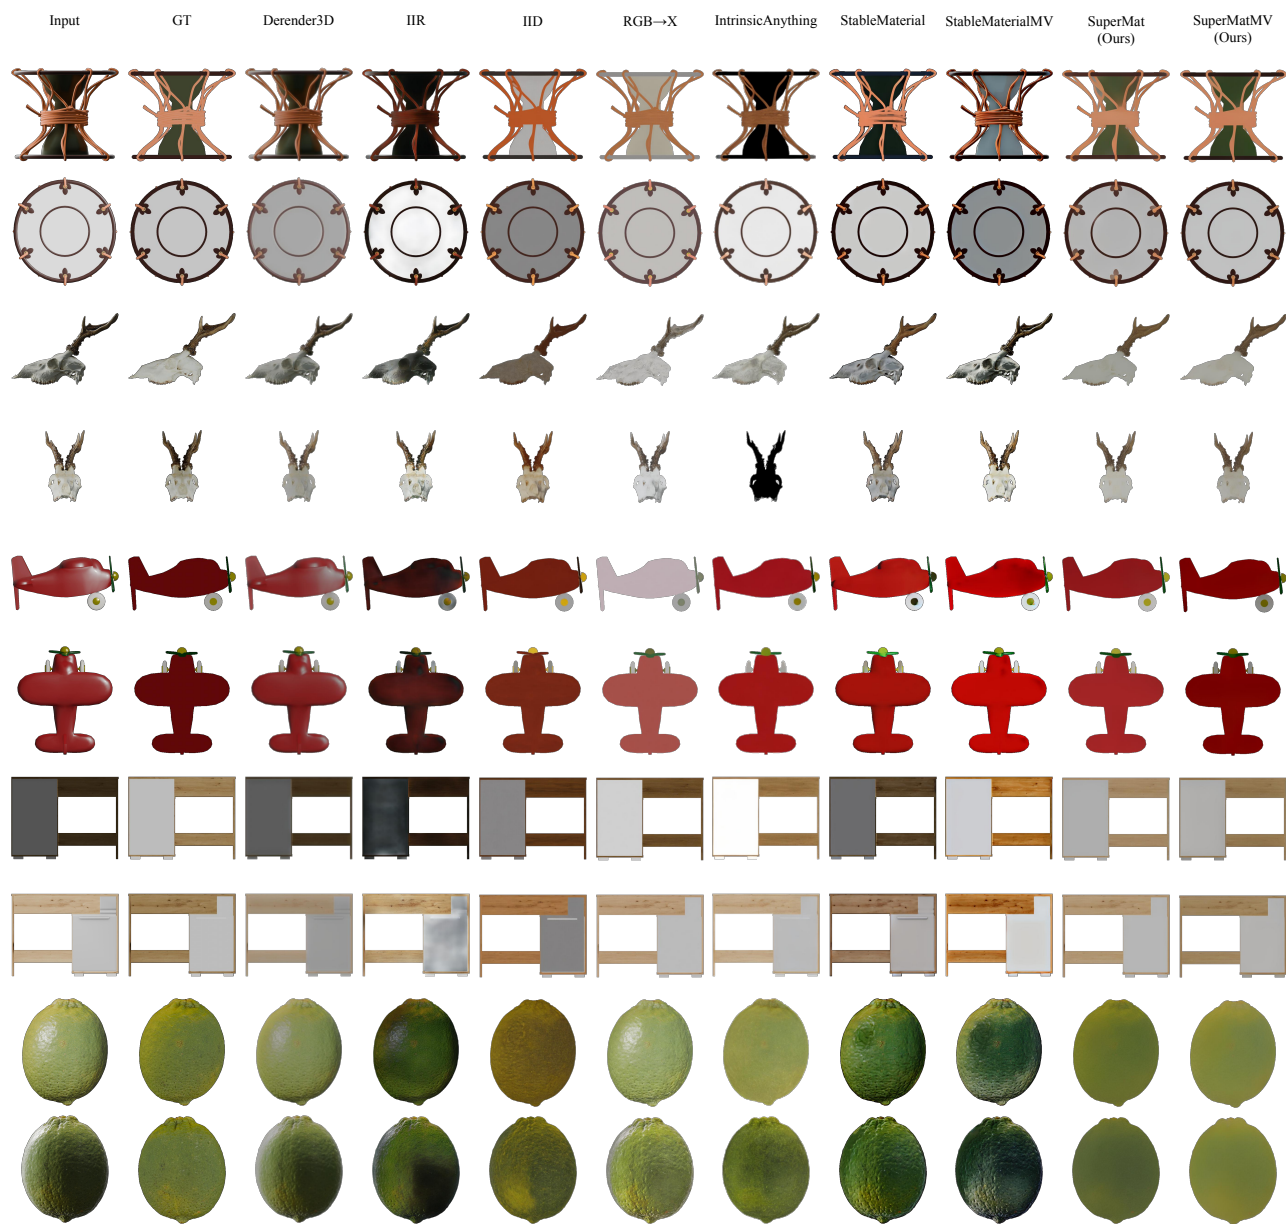 Input GT Derender3D IIR IID RGB→X IntrinsicAnything StableMaterial StableMaterialMV SuperMat SuperMatMV
(Ours) (Ours)